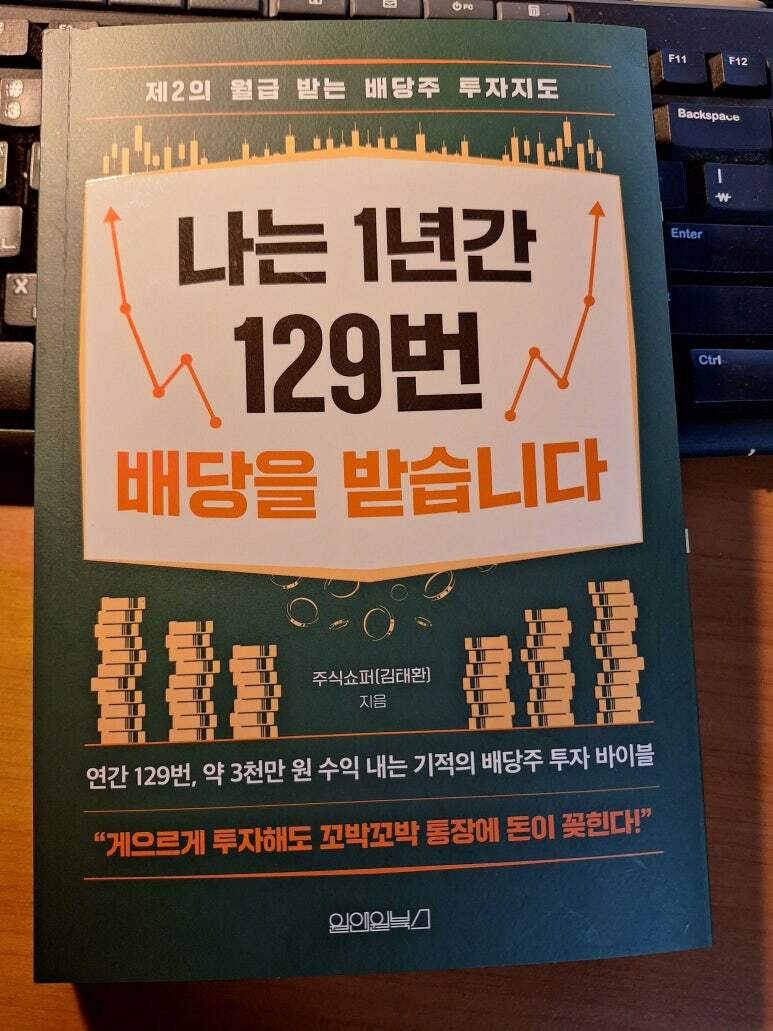 PC
F11
F12
Backspace
₩
Enter
Ctrl
X
L
#
3
제2의 월급 받는 배당주 투자지도
나는 1년간
129번
배당을 받습니다
주식쇼퍼(김태환)
지음
연간 129번, 약 3천만 원 수익 내는 기적의 배당주 투자 바이블
“게으르게 투자해도 꼬박꼬박 통장에 돈이 꽂힌다!”
원앤원북스